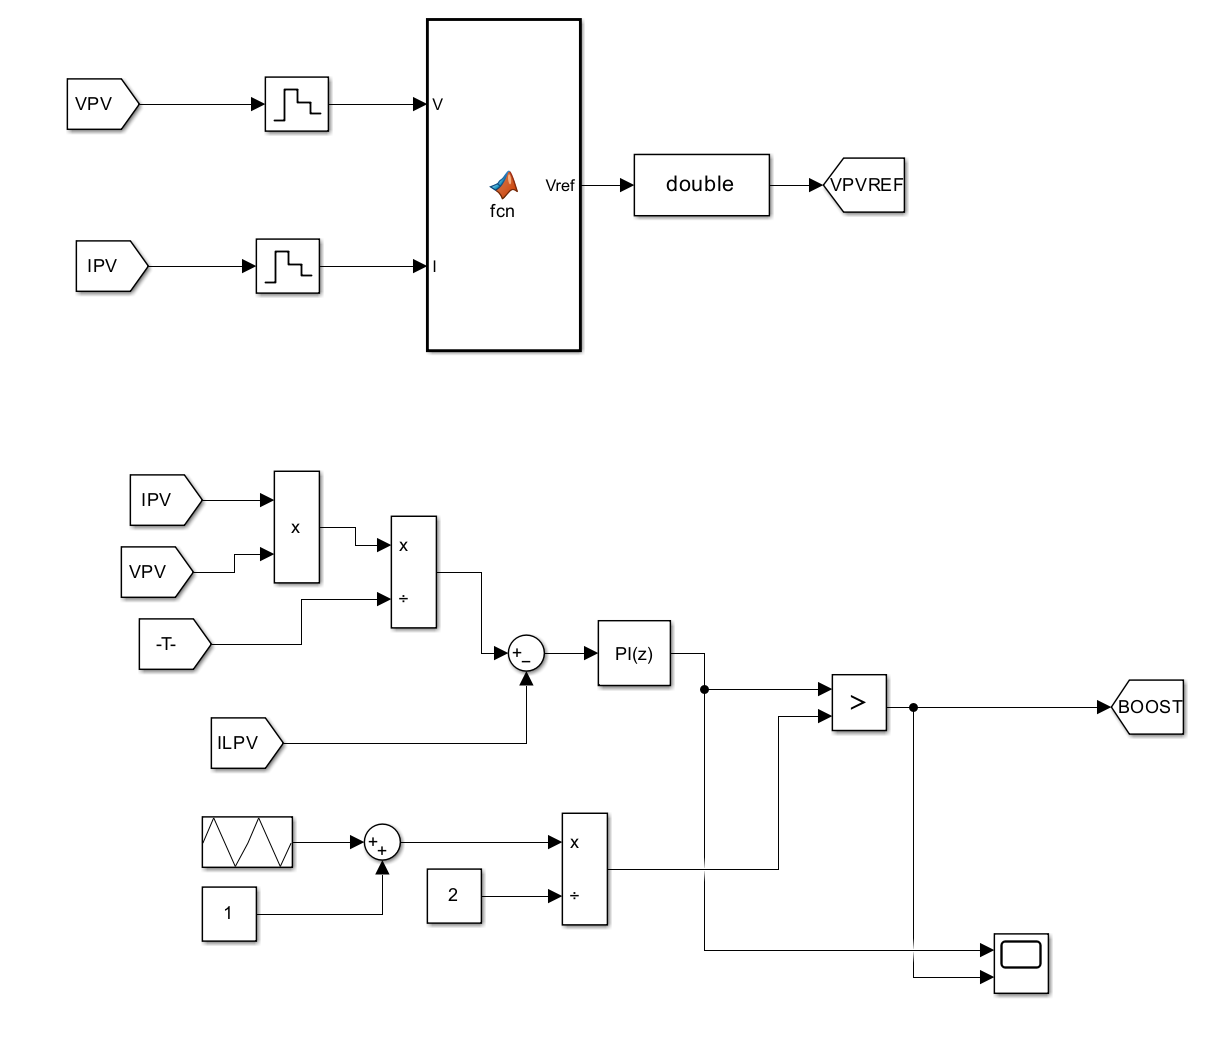 VPV
V
Vref
double
VPVREF
fcn
IPV
I
IPV
x
VPV
x
÷
-T-
+
−
PI(z)
>
BOOST
ILPV
+
+
x
2
÷
1